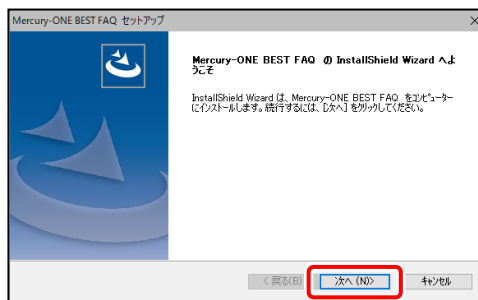 Mercury-ONE BEST FAQ セットアップ
Mercury-ONE BEST FAQ の InstallShield Wizard へよ
うこそ
InstallShield Wizard は、Mercury-ONE BEST FAQ をコンピューター
にインストールします。続行するには、[次へ] をクリックしてください。
< 戻る(B)
次へ (N)>
キャンセル